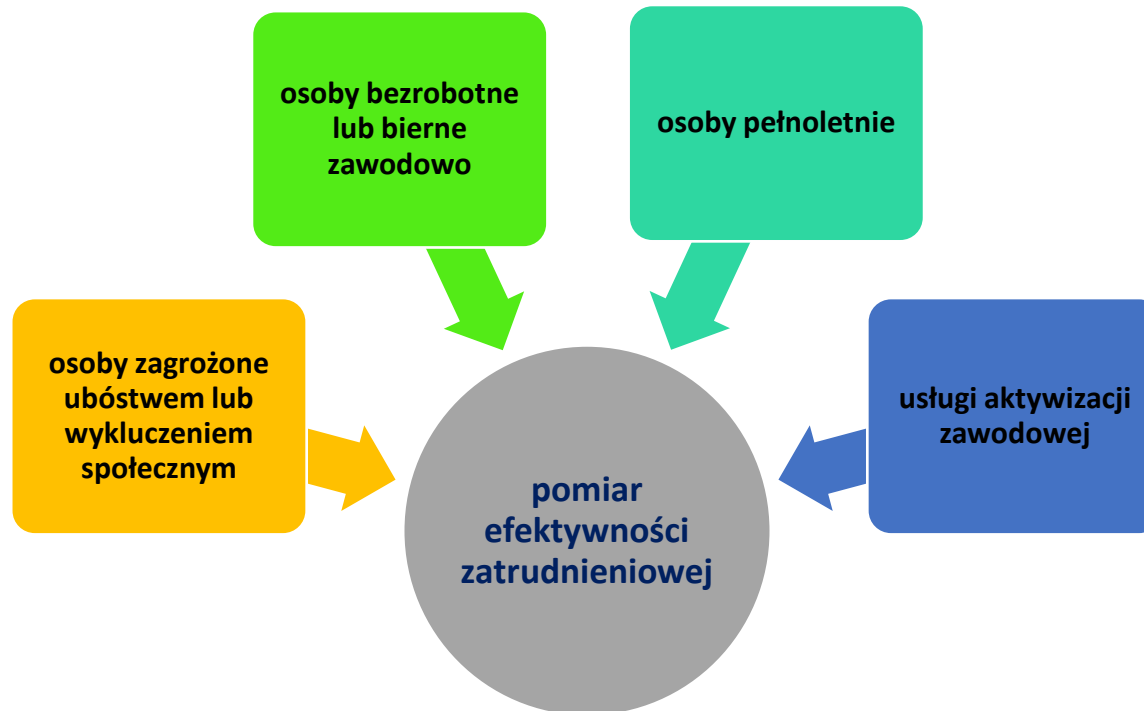 osoby bezrobotne
lub bierne
zawodowo
osoby pełnoletnie
osoby zagrożone
ubóstwem lub
wykluczeniem
społecznym
usługi aktywizacji
zawodowej
pomiar
efektywności
zatrudnieniowej